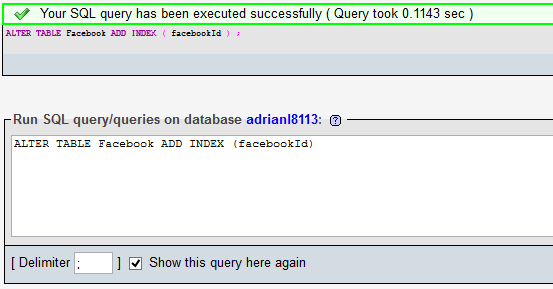 Your SQL query has been executed successfully ( Query took 0.1143 sec )
ALTER TABLE Facebook ADD INDEX ( facebookId ) ;
Run SQL query/queries on database adrianl8113:
ALTER TABLE Facebook ADD INDEX (facebookId)
[ Delimiter ; ] Show this query here again